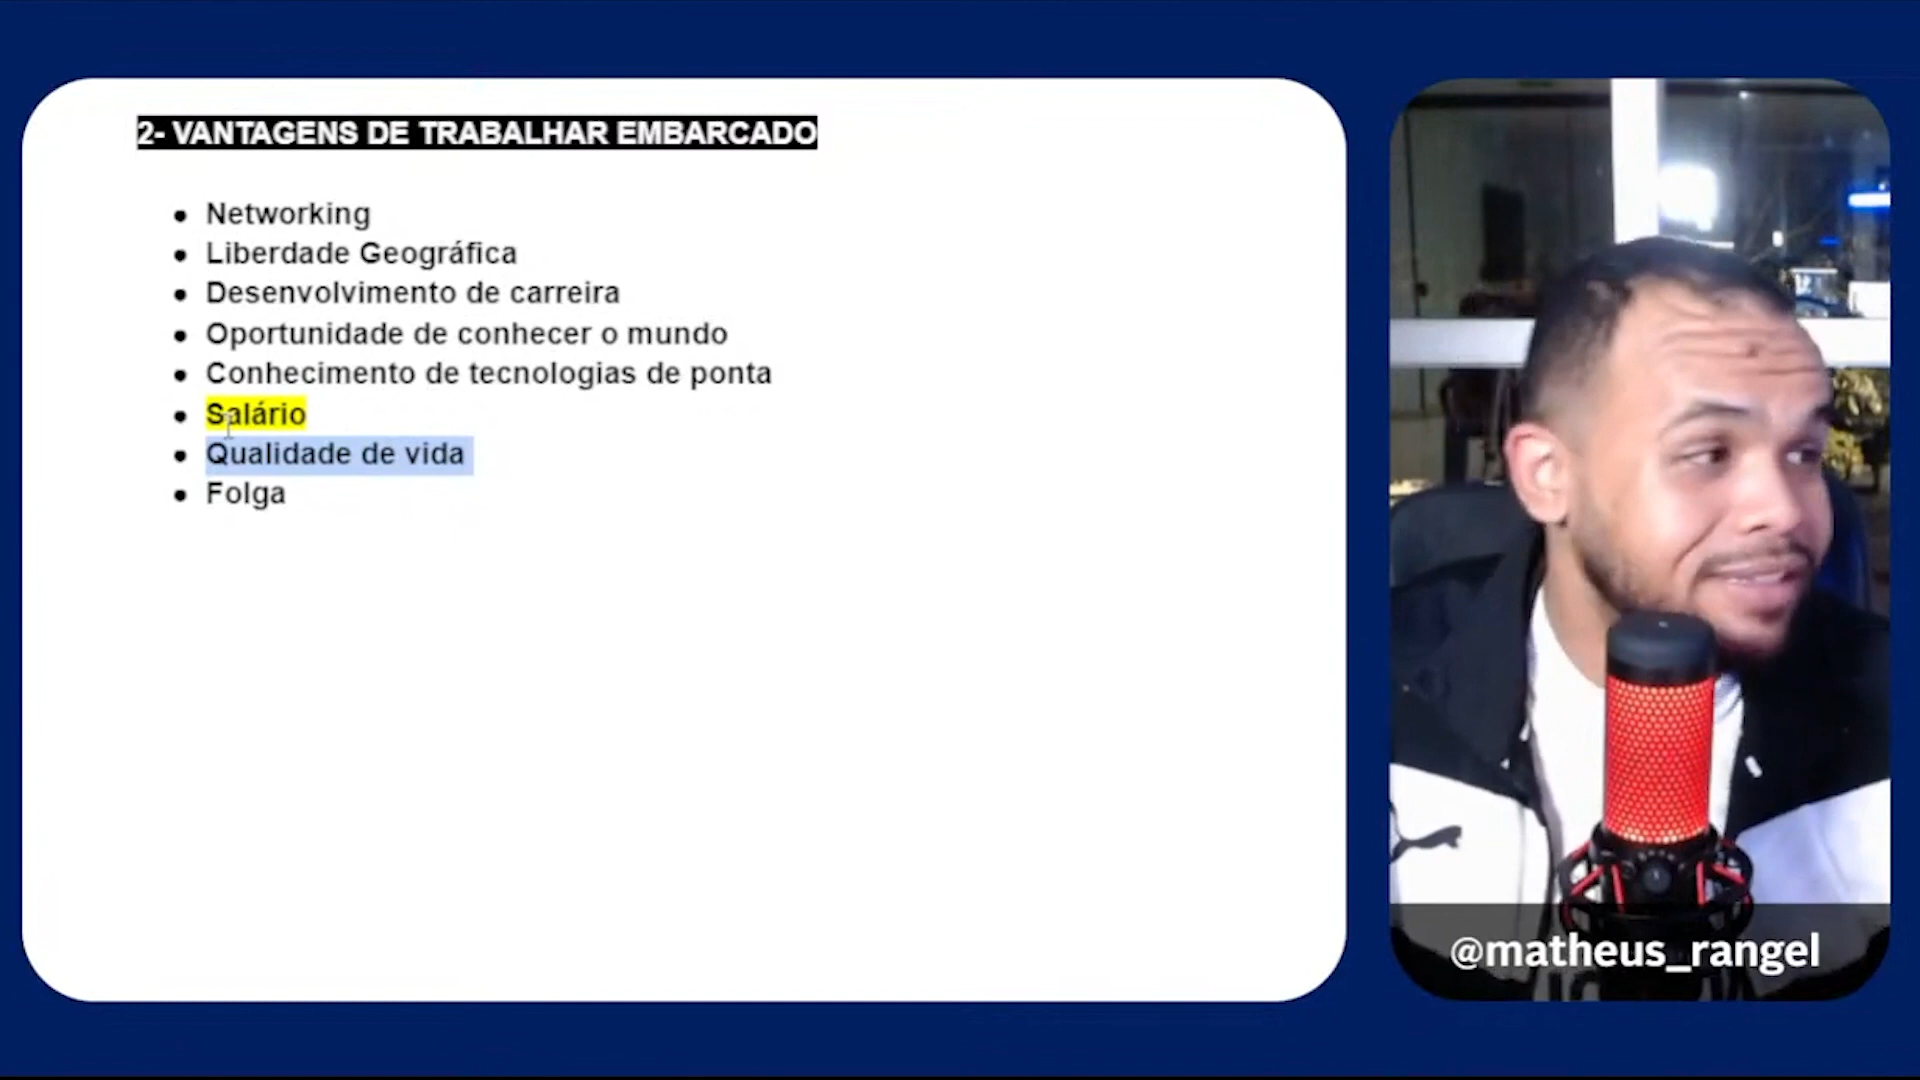 2- VANTAGENS DE TRABALHAR EMBARCADO
Networking
Liberdade Geográfica
Desenvolvimento de carreira
Oportunidade de conhecer o mundo
Conhecimento de tecnologias de ponta
Salário
Qualidade de vida
Folga
@matheus_rangel